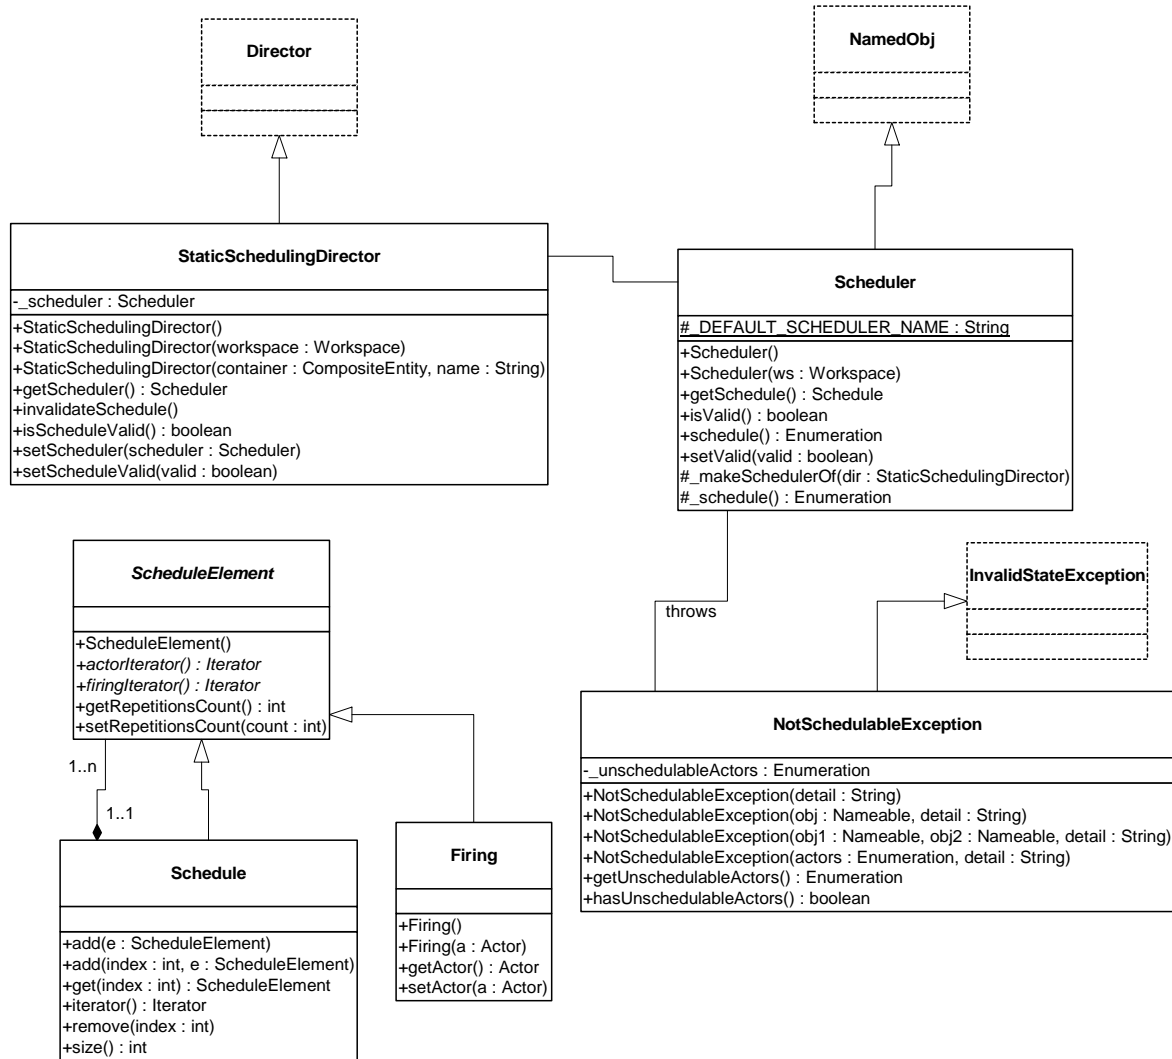 Director
NamedObj
StaticSchedulingDirector
-_scheduler : Scheduler
+StaticSchedulingDirector()
+StaticSchedulingDirector(workspace : Workspace)
+StaticSchedulingDirector(container : CompositeEntity, name : String)
+getScheduler() : Scheduler
+invalidateSchedule()
+isScheduleValid() : boolean
+setScheduler(scheduler : Scheduler)
+setScheduleValid(valid : boolean)
Scheduler
#_DEFAULT_SCHEDULER_NAME : String
+Scheduler()
+Scheduler(ws : Workspace)
+getSchedule() : Schedule
+isValid() : boolean
+schedule() : Enumeration
+setValid(valid : boolean)
#_makeSchedulerOf(dir : StaticSchedulingDirector)
#_schedule() : Enumeration
ScheduleElement
+ScheduleElement()
+actorIterator() : Iterator
+firingIterator() : Iterator
+getRepetitionsCount() : int
+setRepetitionsCount(count : int)
throws
InvalidStateException
NotSchedulableException
-_unschedulableActors : Enumeration
+NotSchedulableException(detail : String)
+NotSchedulableException(obj : Nameable, detail : String)
+NotSchedulableException(obj1 : Nameable, obj2 : Nameable, detail : String)
+NotSchedulableException(actors : Enumeration, detail : String)
+getUnschedulableActors() : Enumeration
+hasUnschedulableActors() : boolean
1..n
1..1
Schedule
+add(e : ScheduleElement)
+add(index : int, e : ScheduleElement)
+get(index : int) : ScheduleElement
+iterator() : Iterator
+remove(index : int)
+size() : int
Firing
+Firing()
+Firing(a : Actor)
+getActor() : Actor
+setActor(a : Actor)